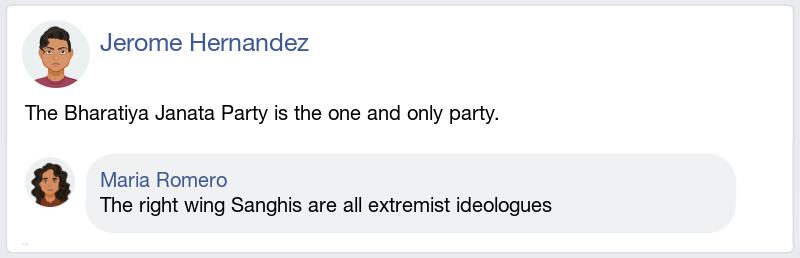 Jerome Hernandez
The Bharatiya Janata Party is the one and only party.
Maria Romero
The right wing Sanghis are all extremist ideologues